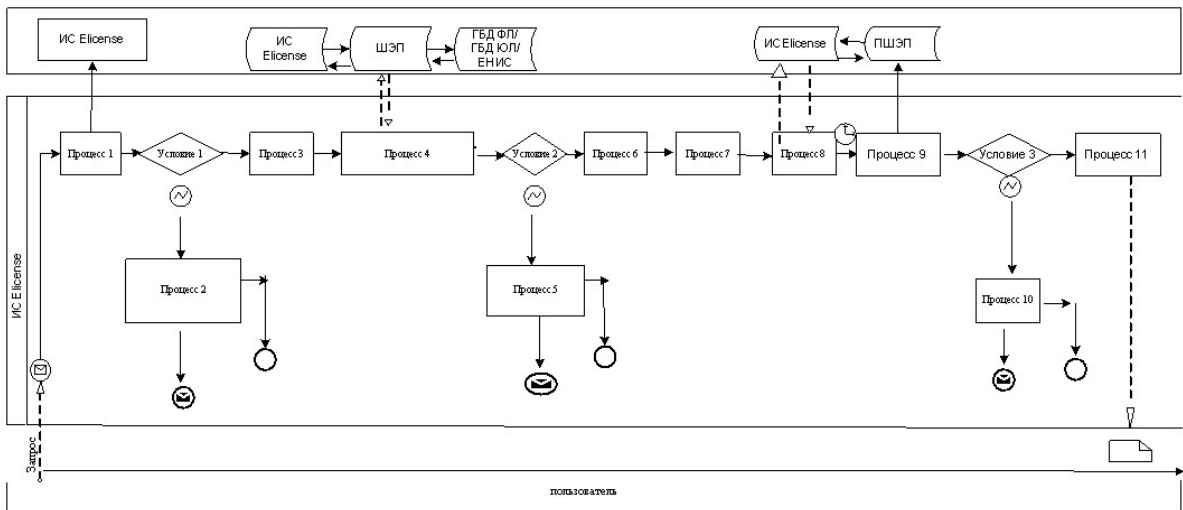 ИС Elicense
ИС
Elicense
ШЭП
ГБД ФЛ/
ГБД ЮЛ/
ЕНИС
ИС Elicense
ПШЭП
Процесс 1
Условие 1
Процесс3
Процесс 4
Условие 2
Процесс 6
Процесс7
Процесс8
Процесс 9
Условие 3
Процесс 11
Процесс 2
Процесс 5
Процесс 10
ИС Elicense
Запрос
пользователь